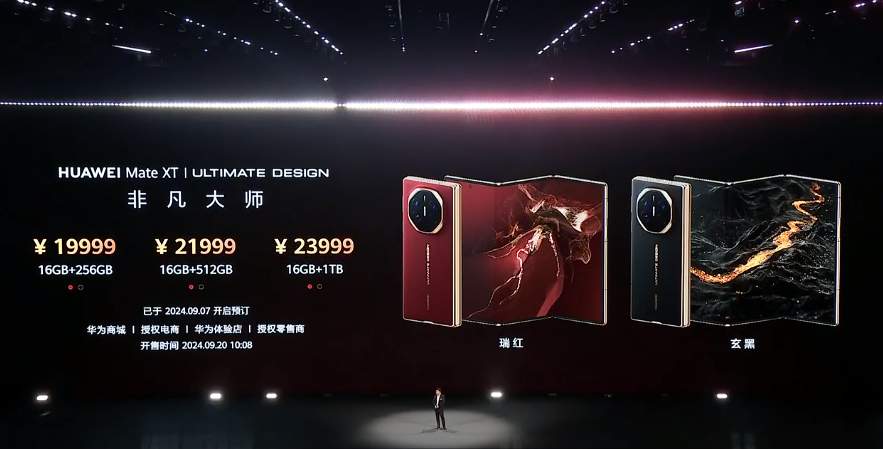 HUAWEI Mate XT | ULTIMATE DESIGN
非凡大师
¥ 19999
16GB+256GB
¥ 21999
16GB+512GB
¥ 23999
16GB+1TB
已于 2024.09.07 开启预订
华为商城 | 授权电商 | 华为体验店 | 授权零售商
开售时间 2024.09.20 10:08
瑞红
玄黑